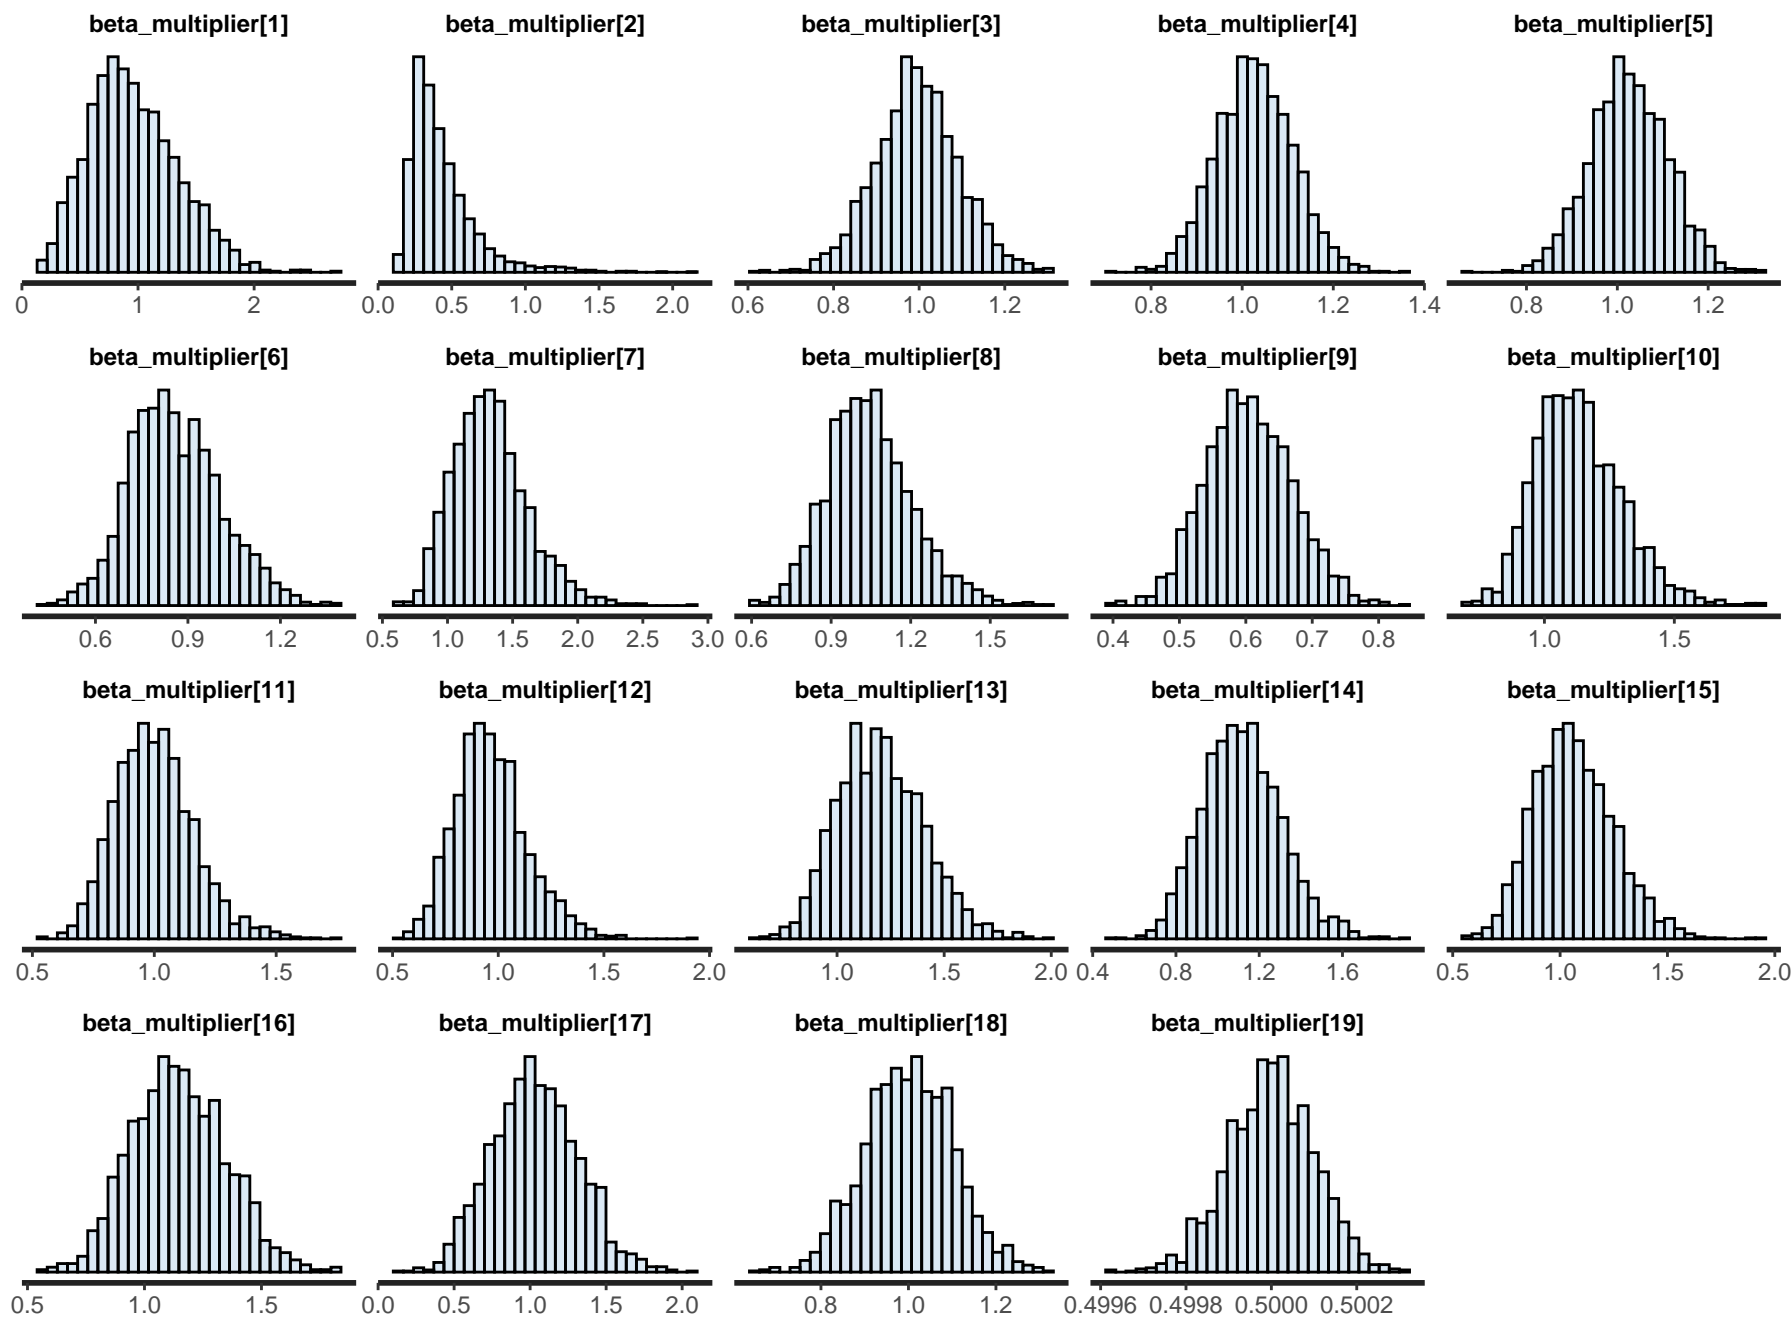 beta_multiplier[1] beta_multiplier[2] beta_multiplier[3] beta_multiplier[4] beta_multiplier[5]
0 1 2 0.0 0.5 1.0 1.5 2.0 0.6 0.8 1.0 1.2 0.8 1.0 1.2 1.4 0.8 1.0 1.2
beta_multiplier[6] beta_multiplier[7] beta_multiplier[8] beta_multiplier[9] beta_multiplier[10]
0.6 0.9 1.2 0.5 1.0 1.5 2.0 2.5 3.0 0.6 0.9 1.2 1.5 0.4 0.5 0.6 0.7 0.8 1.0 1.5
beta_multiplier[11] beta_multiplier[12] beta_multiplier[13] beta_multiplier[14] beta_multiplier[15]
0.5 1.0 1.5 0.5 1.0 1.5 2.0 1.0 1.5 2.0 0.4 0.8 1.2 1.6 0.5 1.0 1.5 2.0
beta_multiplier[16] beta_multiplier[17] beta_multiplier[18] beta_multiplier[19]
0.5 1.0 1.5 0.0 0.5 1.0 1.5 2.0 0.8 1.0 1.2 0.4996 0.4998 0.5000 0.5002